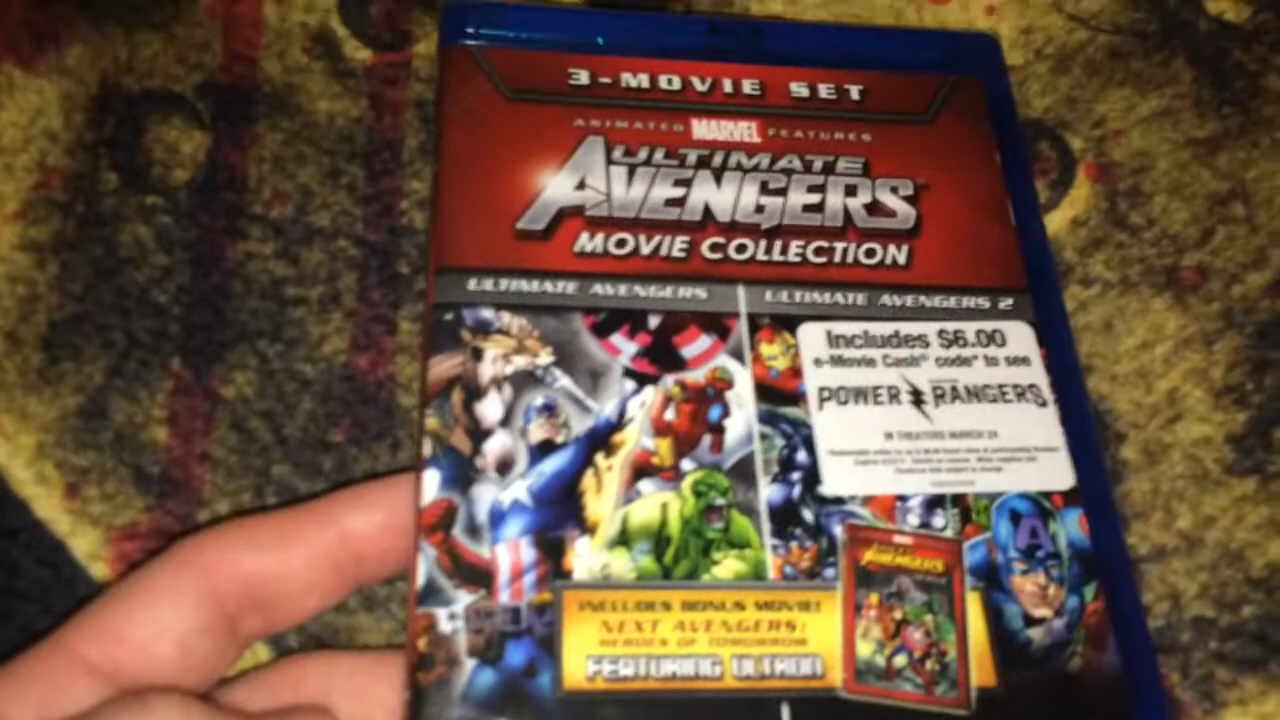 3-MOVIE SET
ANIMATED MARVEL FEATURES
ULTIMATE
AVENGERS
MOVIE COLLECTION
ULTIMATE AVENGERS
ULTIMATE AVENGERS 2
Includes $6.00
e-Movie Cash® code* to see
POWER RANGERS
IN THEATERS MARCH 24
INCLUDES BONUS MOVIE!
NEXT AVENGERS:
HEROES OF TOMORROW
FEATURING ULTRON
AVENGERS
A